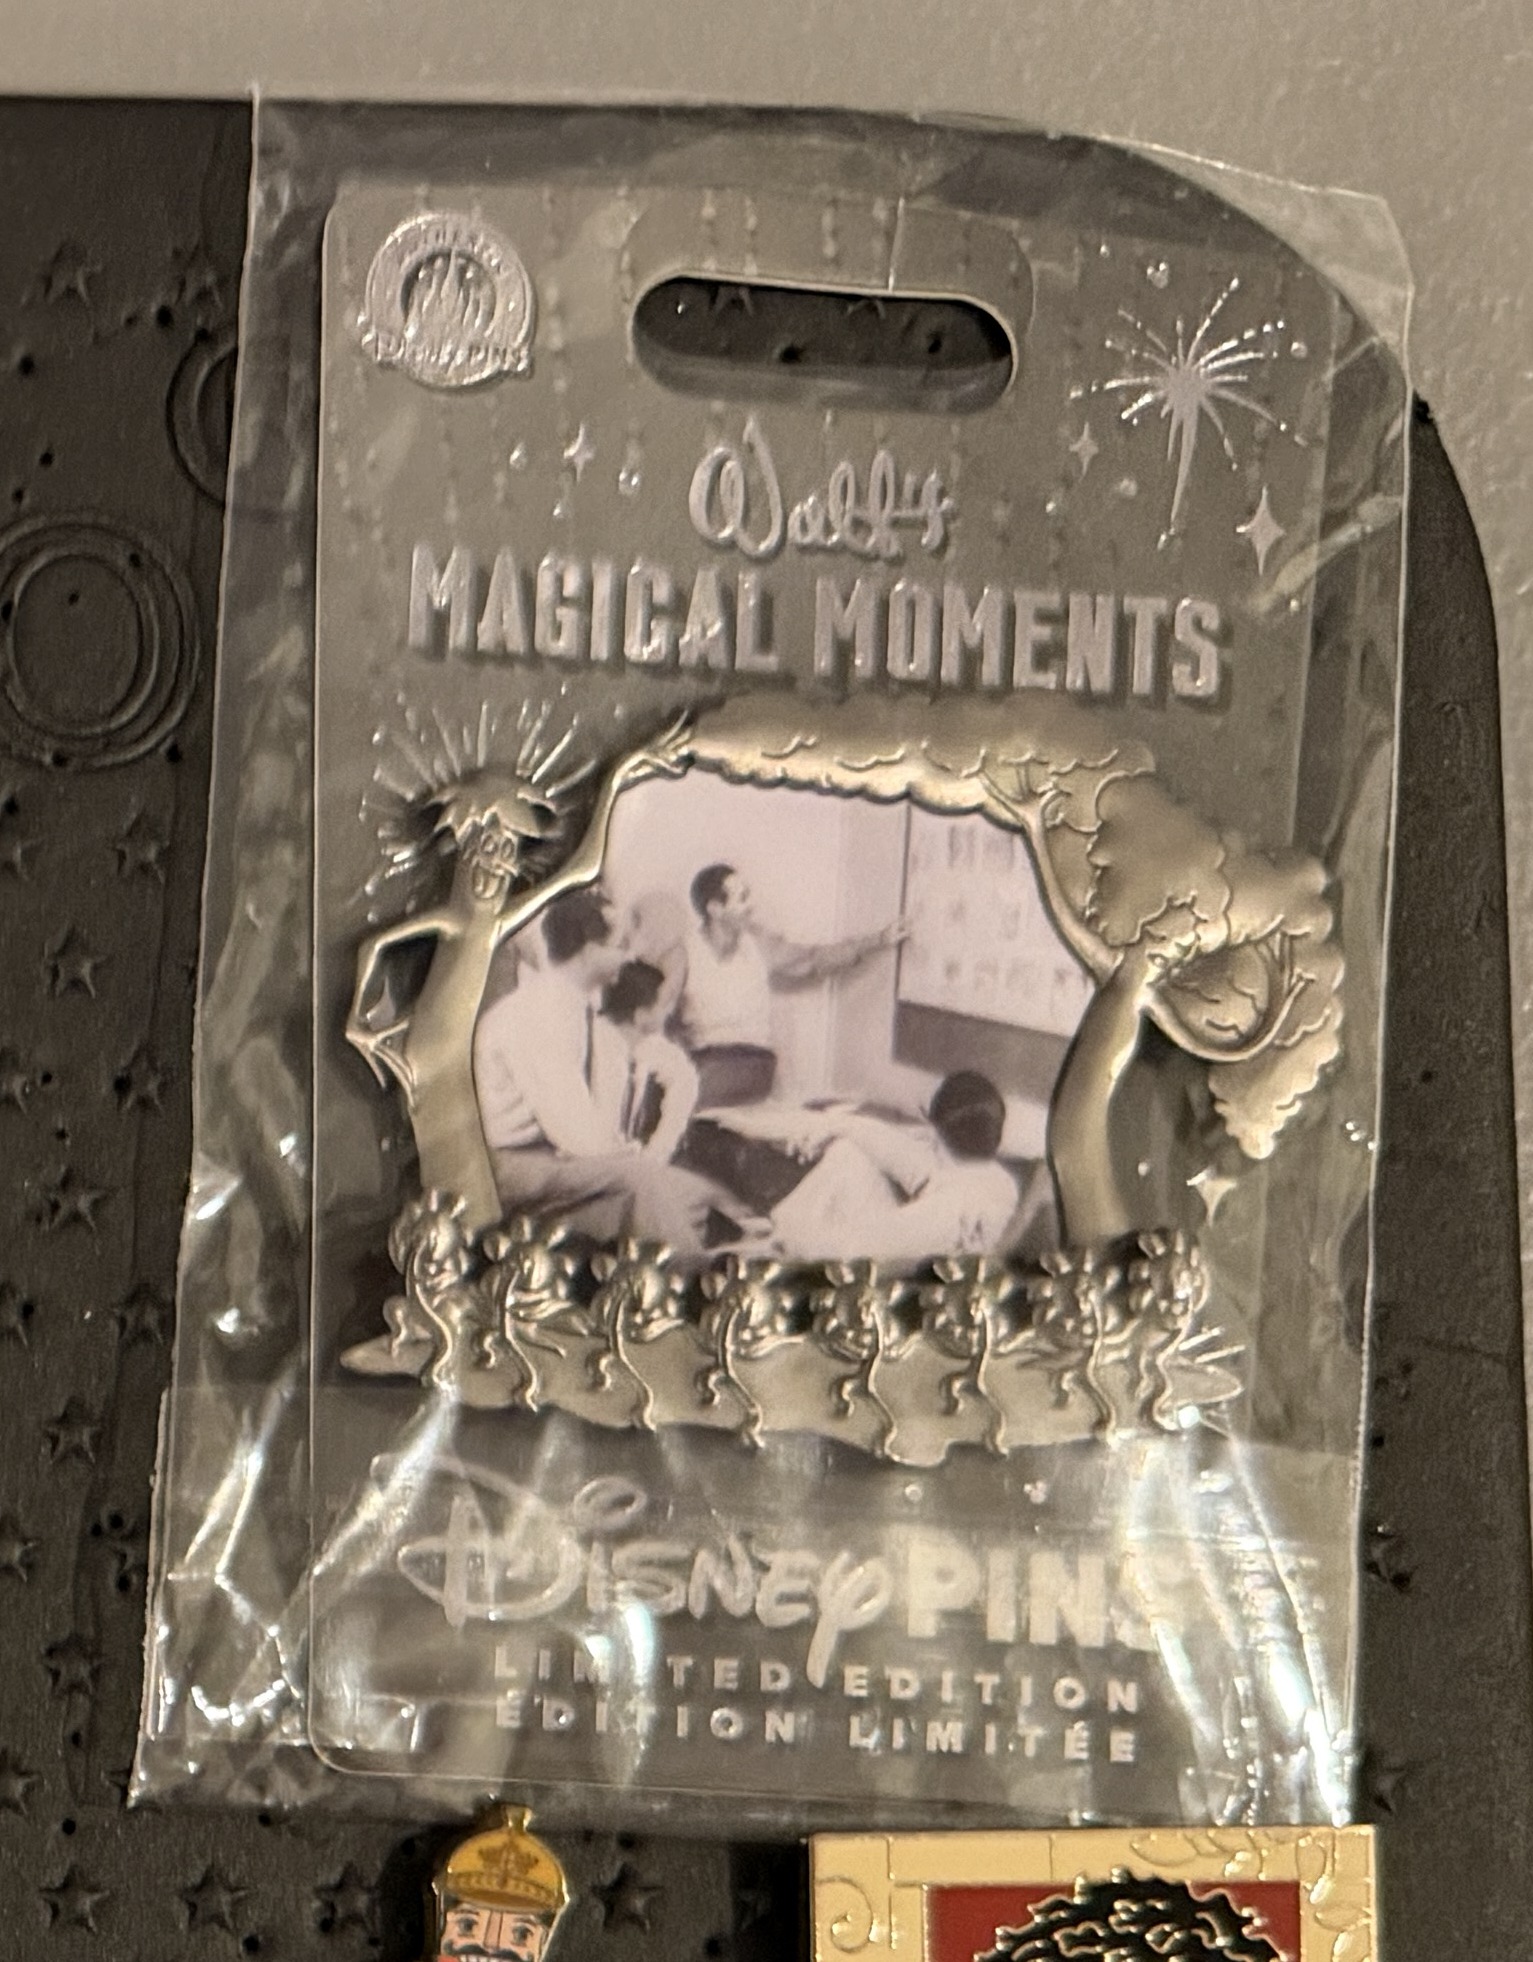 Walt's
MAGICAL MOMENTS
DISNEY PINS
LIMITED EDITION
ÉDITION LIMITÉE